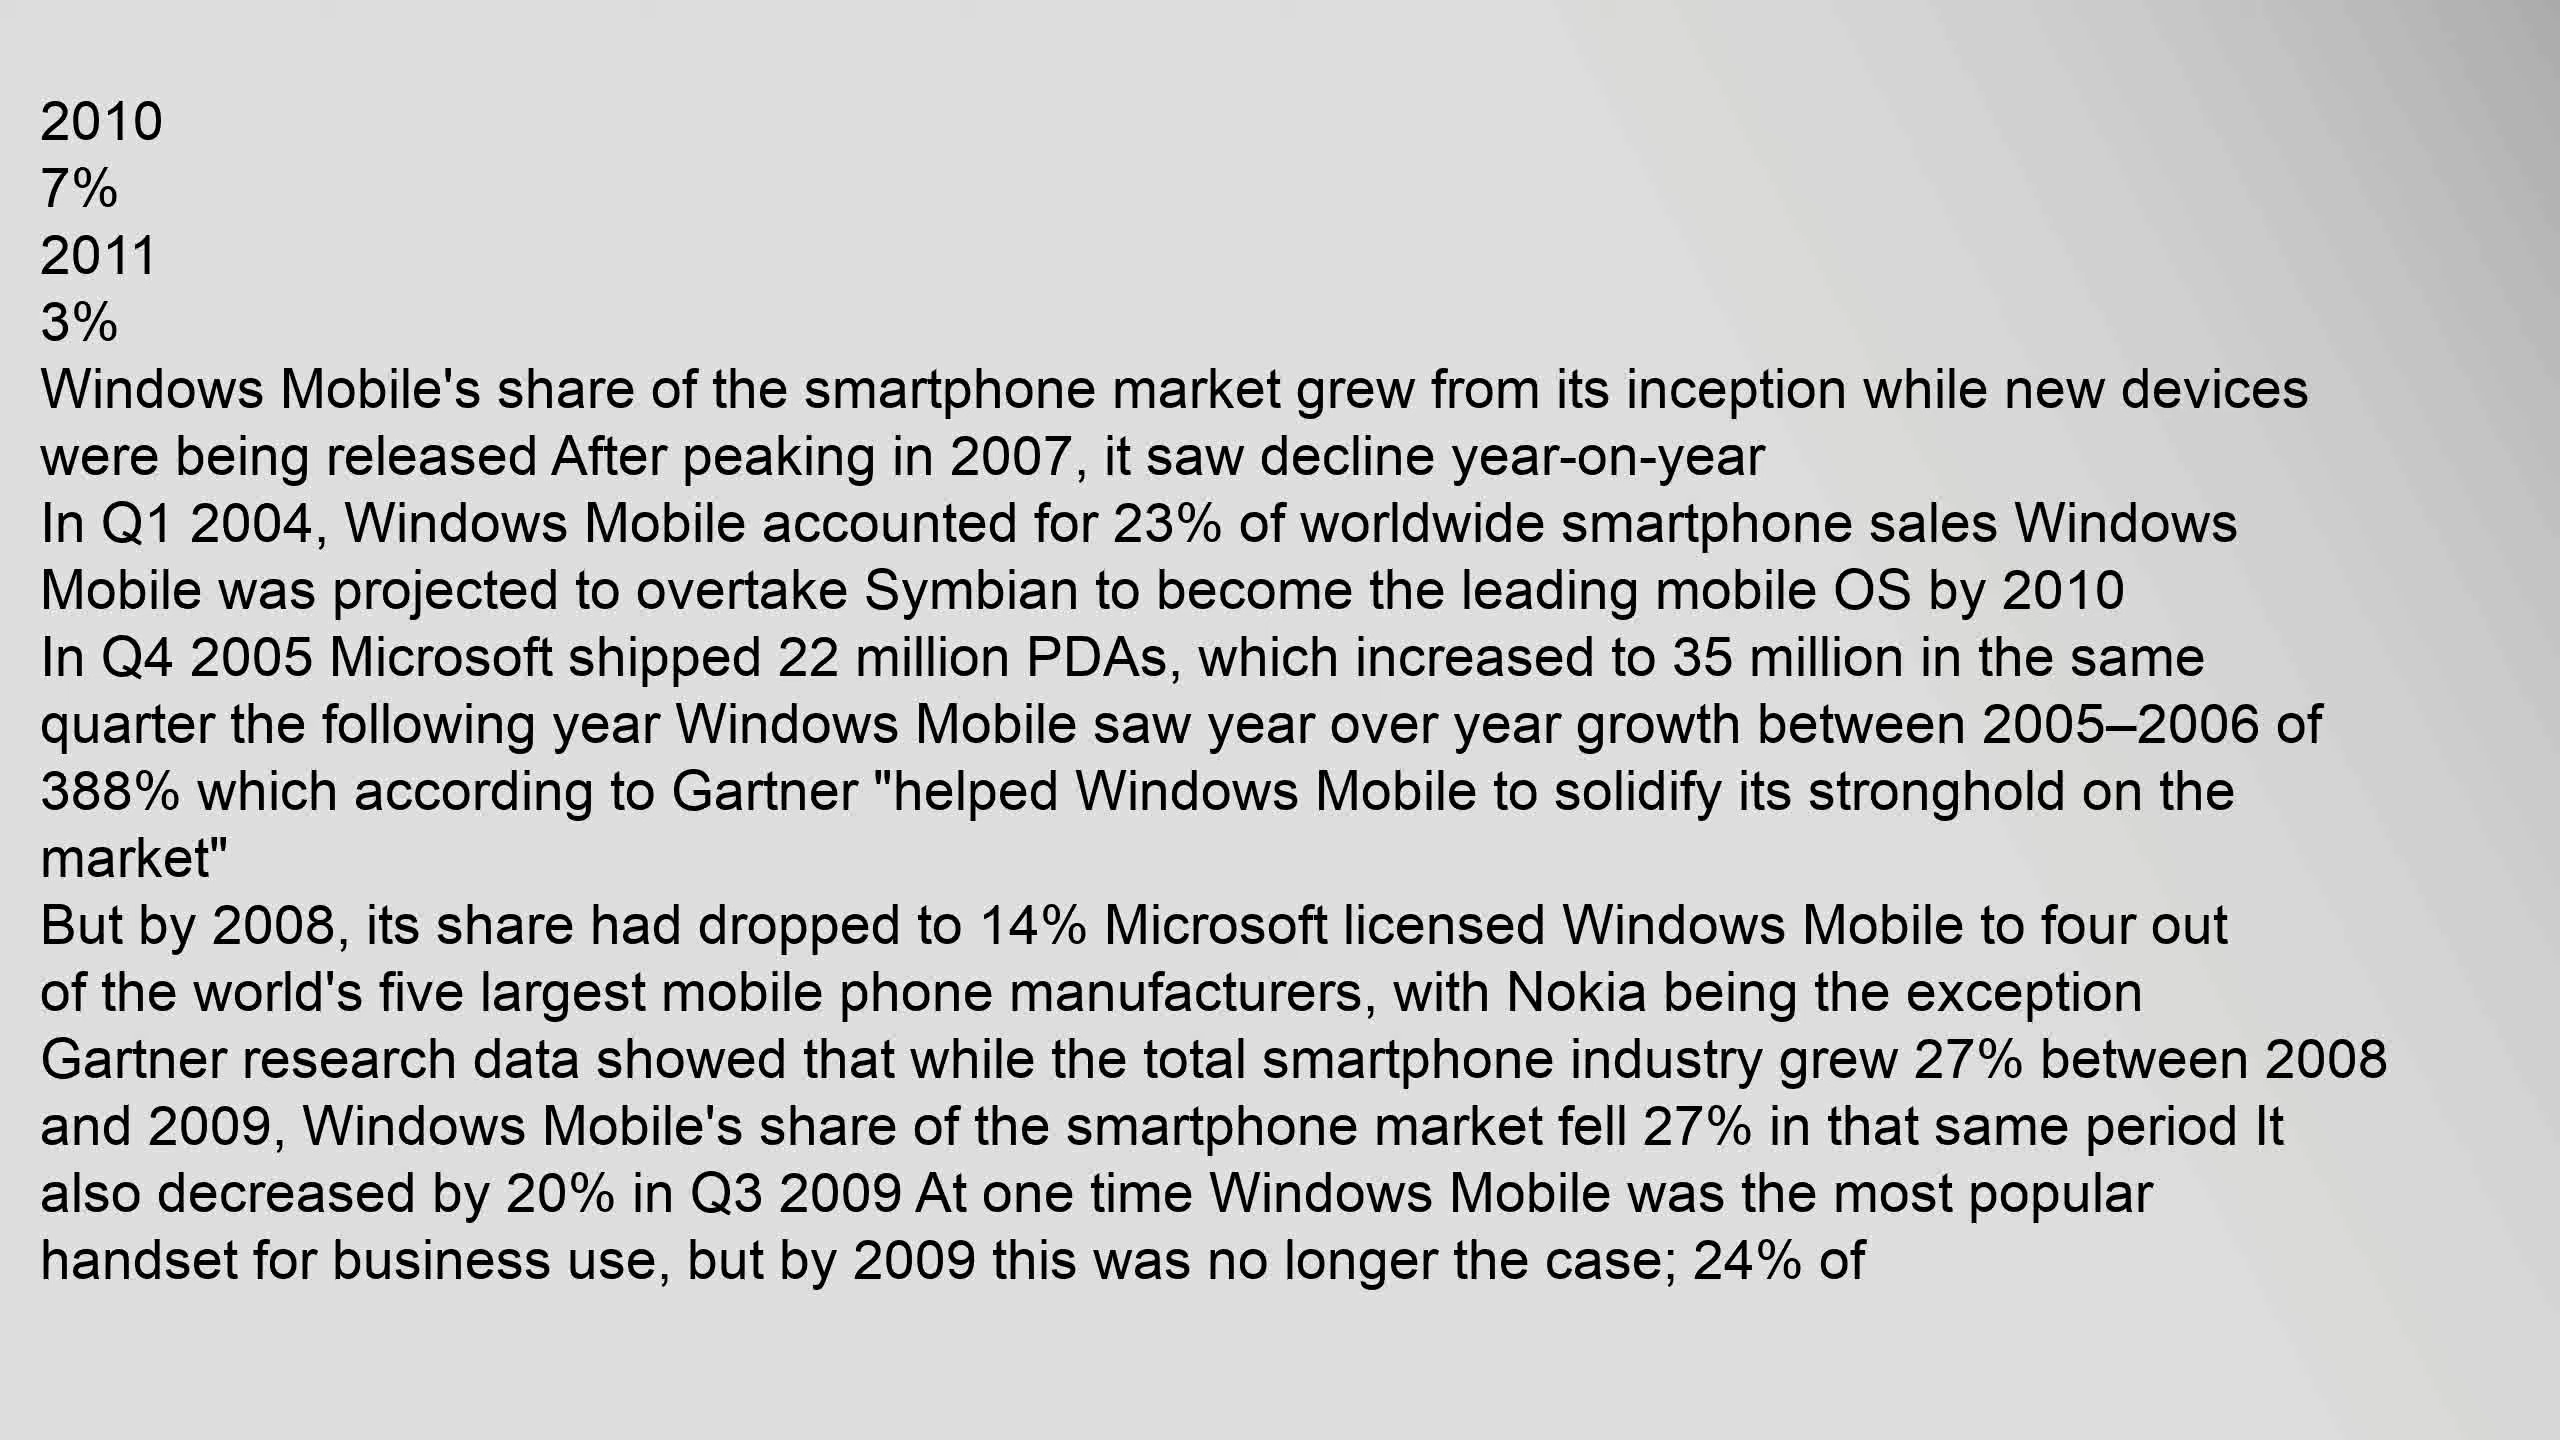 2010
7%
2011
3%
Windows Mobile's share of the smartphone market grew from its inception while new devices
were being released After peaking in 2007, it saw decline year-on-year
In Q1 2004, Windows Mobile accounted for 23% of worldwide smartphone sales Windows
Mobile was projected to overtake Symbian to become the leading mobile OS by 2010
In Q4 2005 Microsoft shipped 22 million PDAs, which increased to 35 million in the same
quarter the following year Windows Mobile saw year over year growth between 2005–2006 of
388% which according to Gartner "helped Windows Mobile to solidify its stronghold on the
market"
But by 2008, its share had dropped to 14% Microsoft licensed Windows Mobile to four out
of the world's five largest mobile phone manufacturers, with Nokia being the exception
Gartner research data showed that while the total smartphone industry grew 27% between 2008
and 2009, Windows Mobile's share of the smartphone market fell 27% in that same period It
also decreased by 20% in Q3 2009 At one time Windows Mobile was the most popular
handset for business use, but by 2009 this was no longer the case; 24% of